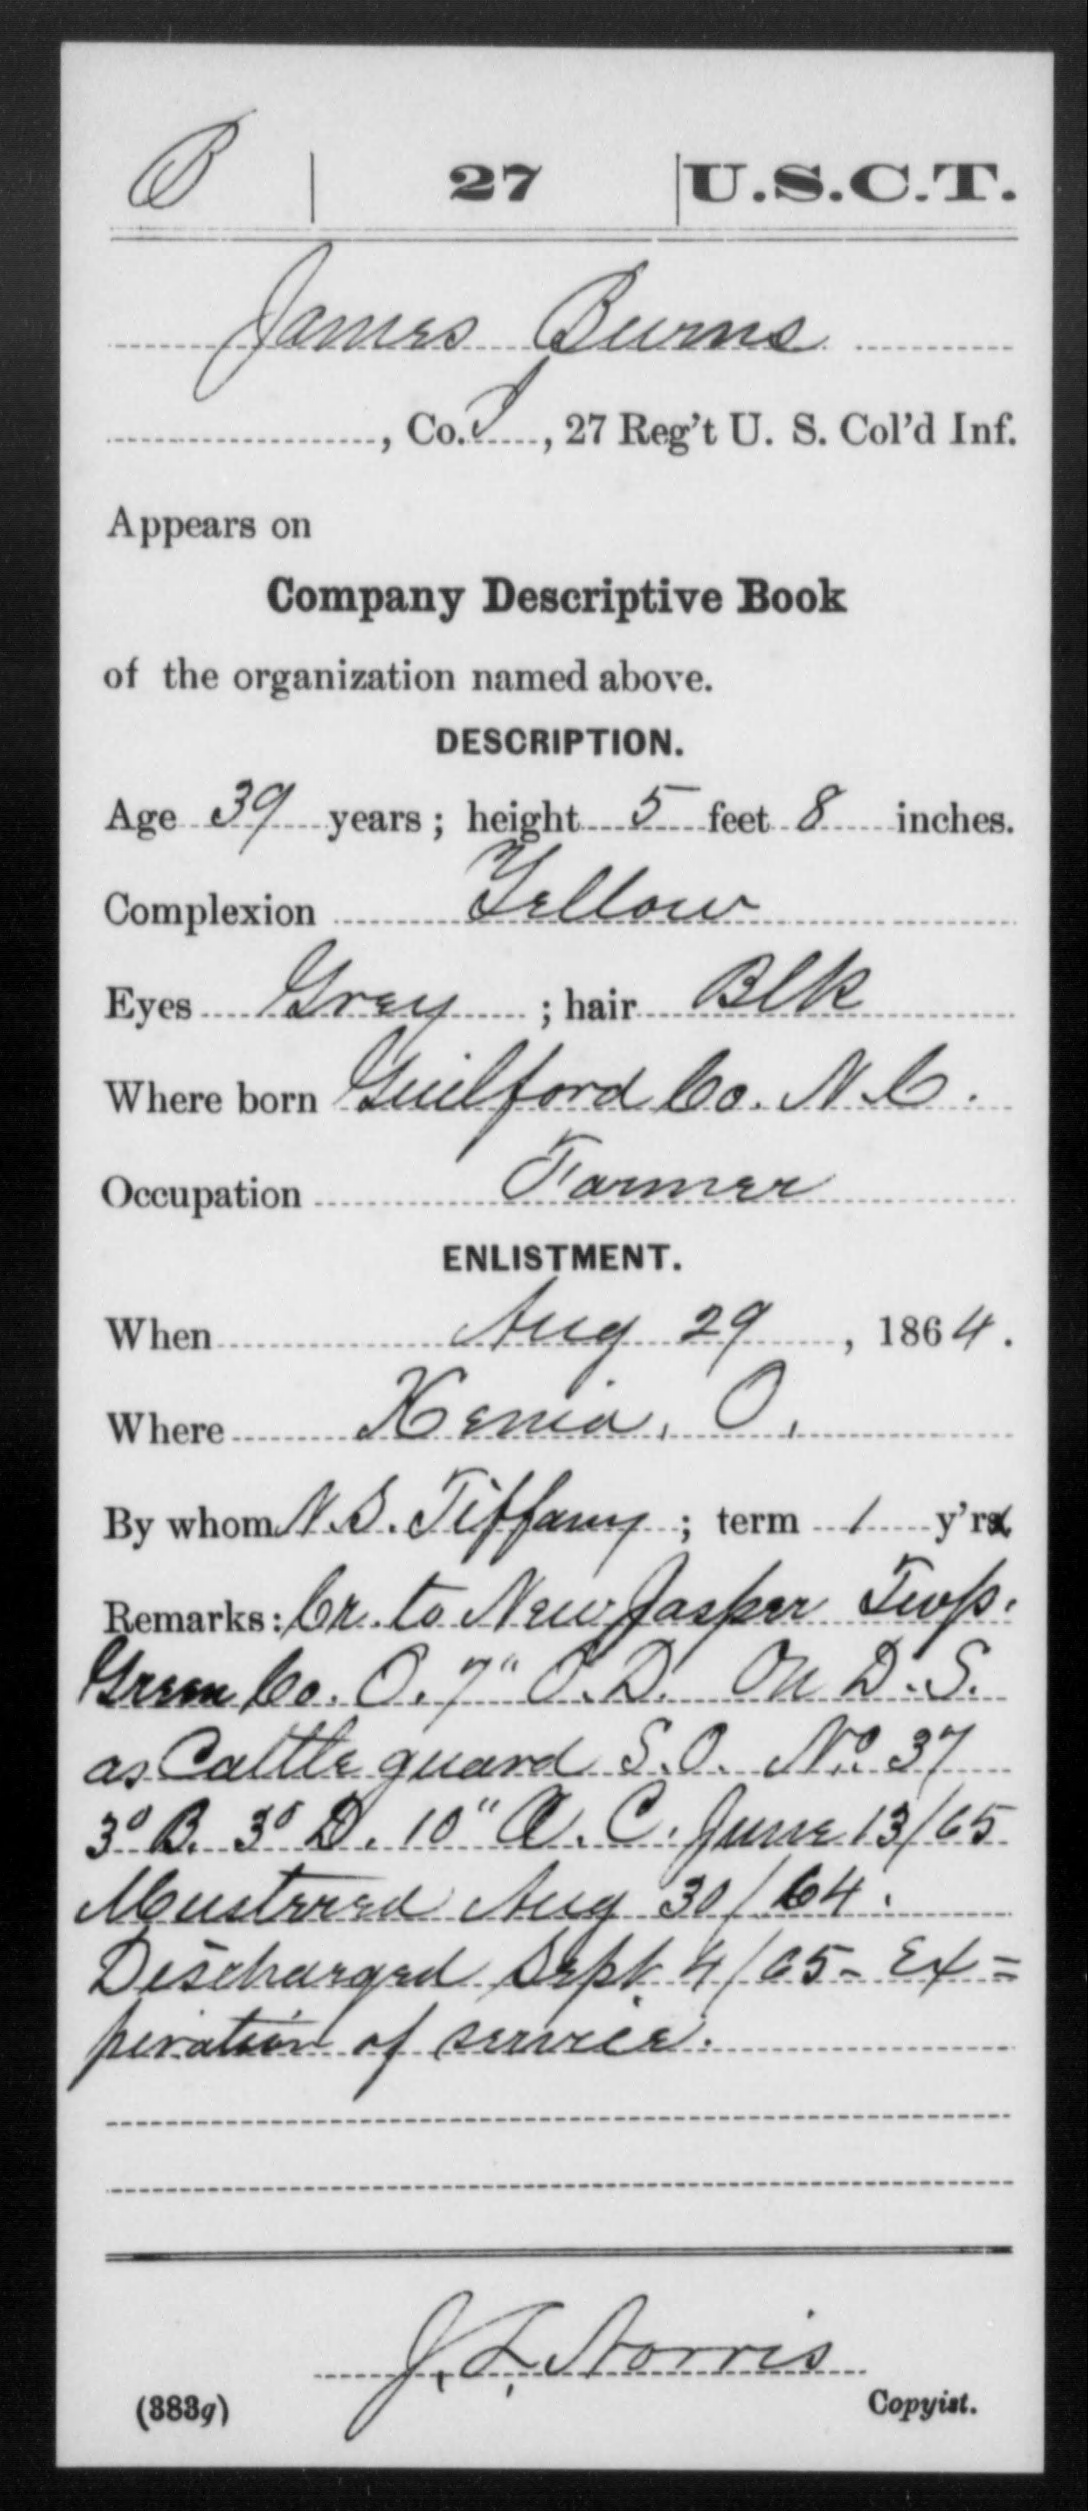 B | 27 | U.S.C.T.
James Burns
, Co. I, 27 Reg't U. S. Col'd Inf.
Appears on
Company Descriptive Book
of the organization named above.
DESCRIPTION.
Age 39 years; height 5 feet 8 inches.
Complexion Yellow
Eyes Grey; hair Blk
Where born Guilford Co. N.C.
Occupation Farmer
ENLISTMENT.
When Aug 29, 1864.
Where Xenia, O.
By whom N.S. Tiffany; term 1 y'rs
Remarks: Cr. to New Jasper Twp.
Green Co. O. 7" O.D. On D.S.
as Cattle guard S.O. No. 37
3d B. 3d D. 10" A.C. June 13/65
Mustered Aug 30/64.
Discharged Sept 4/65- Ex=
piration of service.
J. L. Norris
(383g) Copyist.